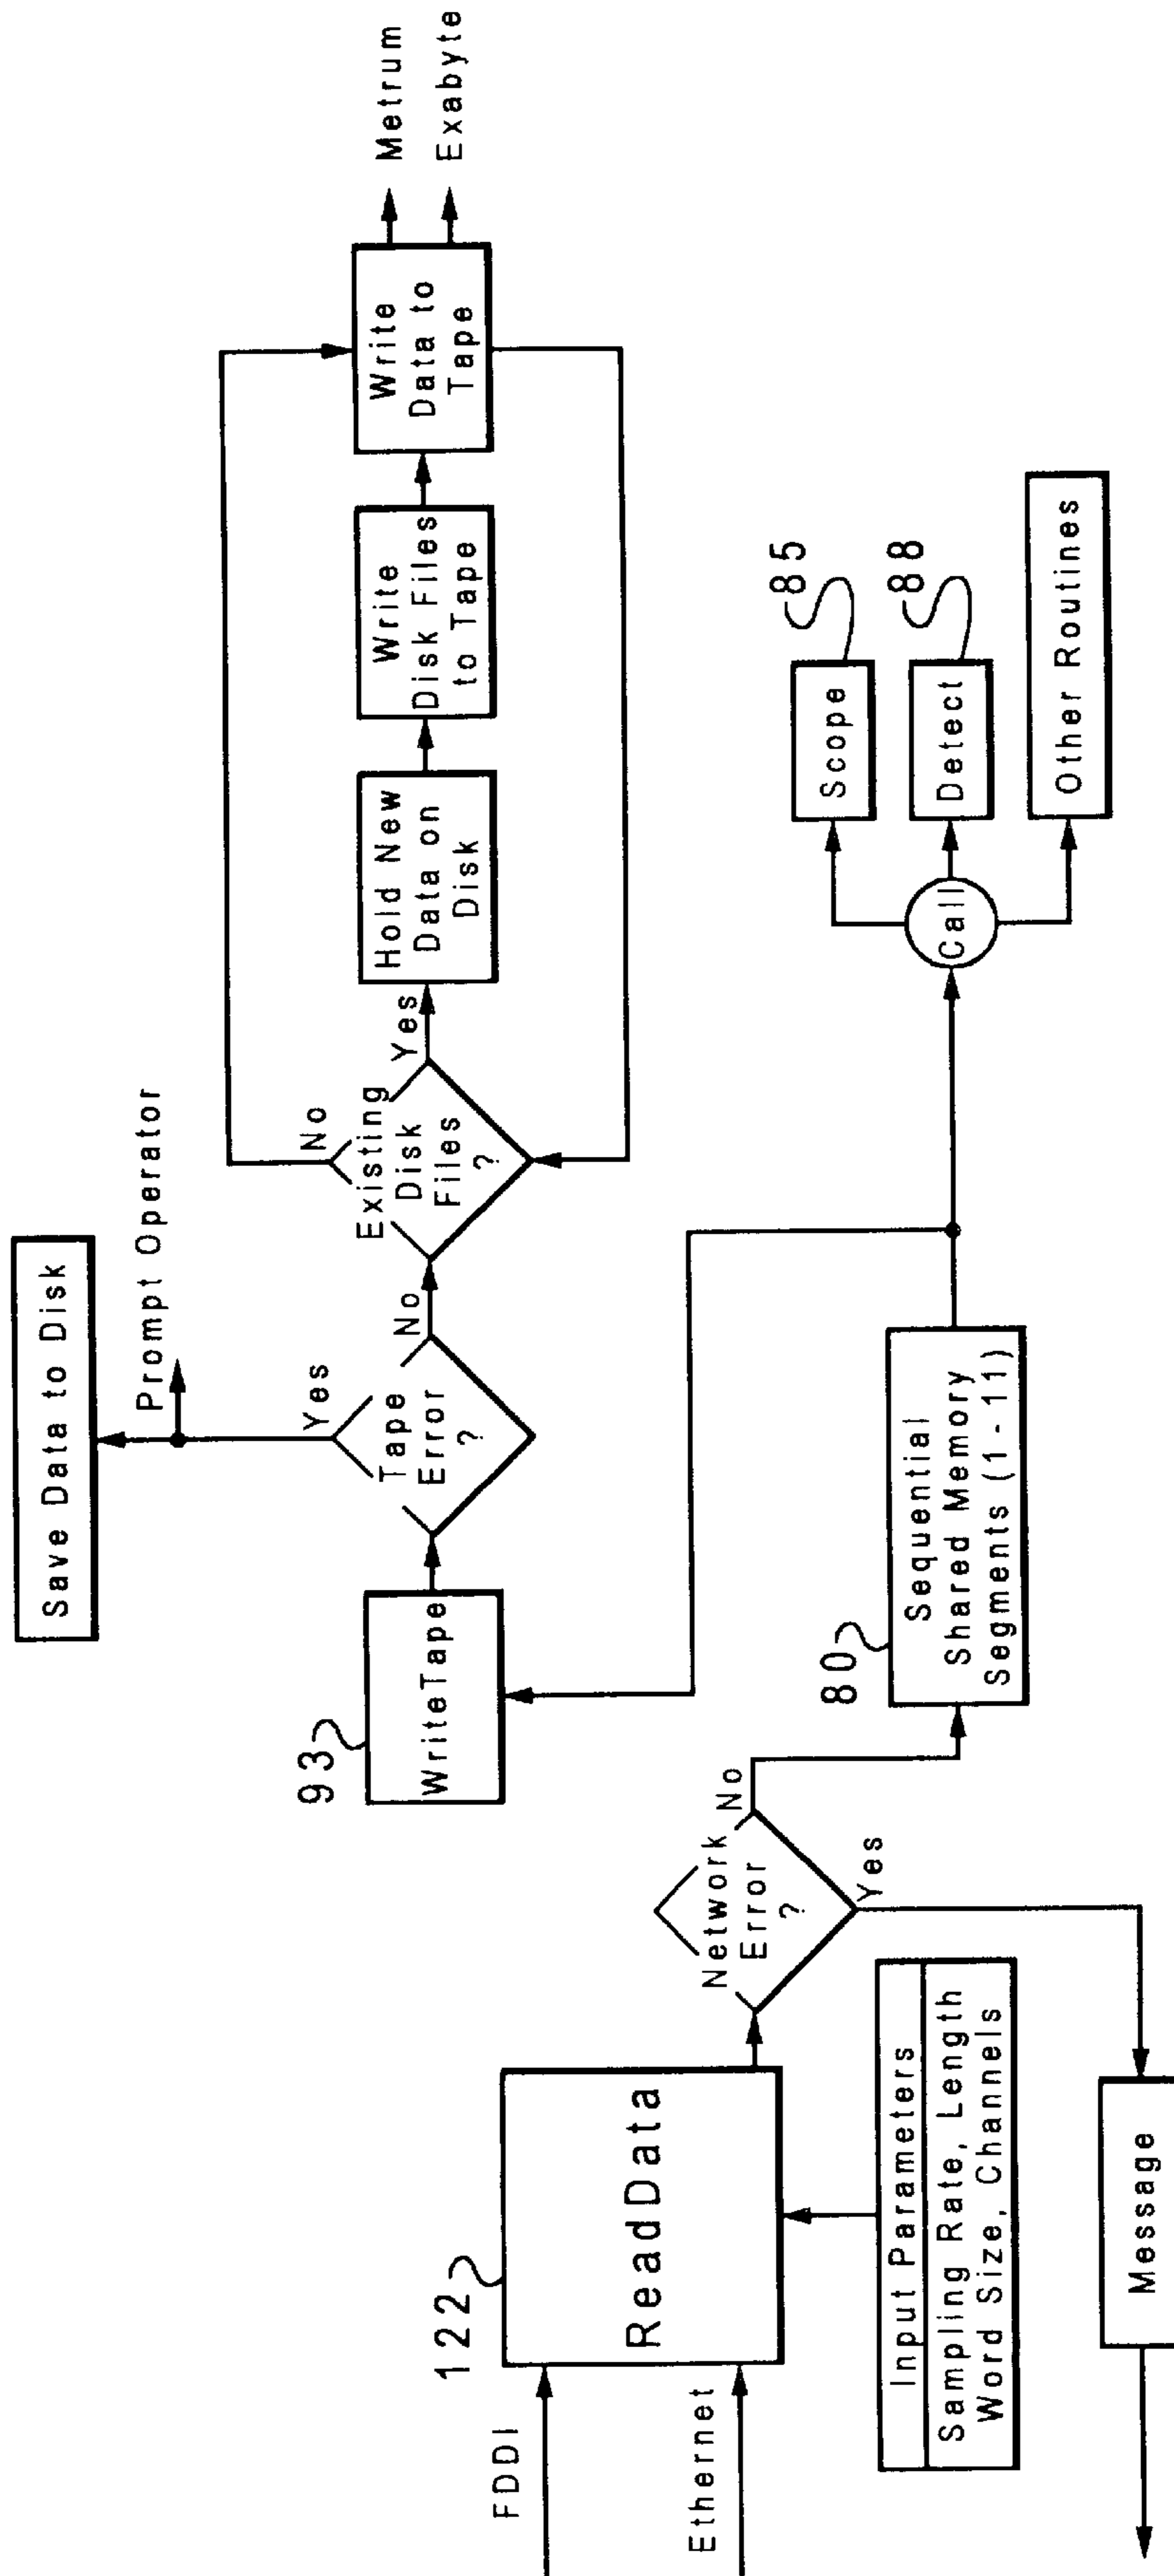 Save Data to Disk
Prompt Operator
Yes
Tape
Error
?
No
93
WriteTape
No
Existing
Disk
Files
?
Yes
Hold New
Data on
Disk
Write
Disk Files
to Tape
Write
Data to
Tape
Metrum
Exabyte
FDDI
Ethernet
122
ReadData
Input Parameters
Sampling Rate, Length
Word Size, Channels
Network
Error
?
No
Yes
Message
80
Sequential
Shared Memory
Segments (1-11)
Call
Scope
85
Detect
88
Other Routines